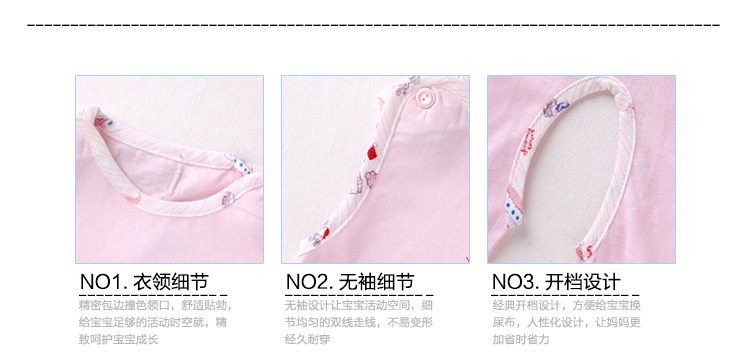 NO1. 衣领细节
精密包边撞色领口，舒适贴勃，
给宝宝足够的活动时空就，精
致呵护宝宝成长
NO2. 无袖细节
无袖设计让宝宝活动空间，细
节均匀的双线走线，不易变形
经久耐穿
NO3. 开档设计
经典开档设计，方便给宝宝换
尿布，人性化设计，让妈妈更
加省时省力